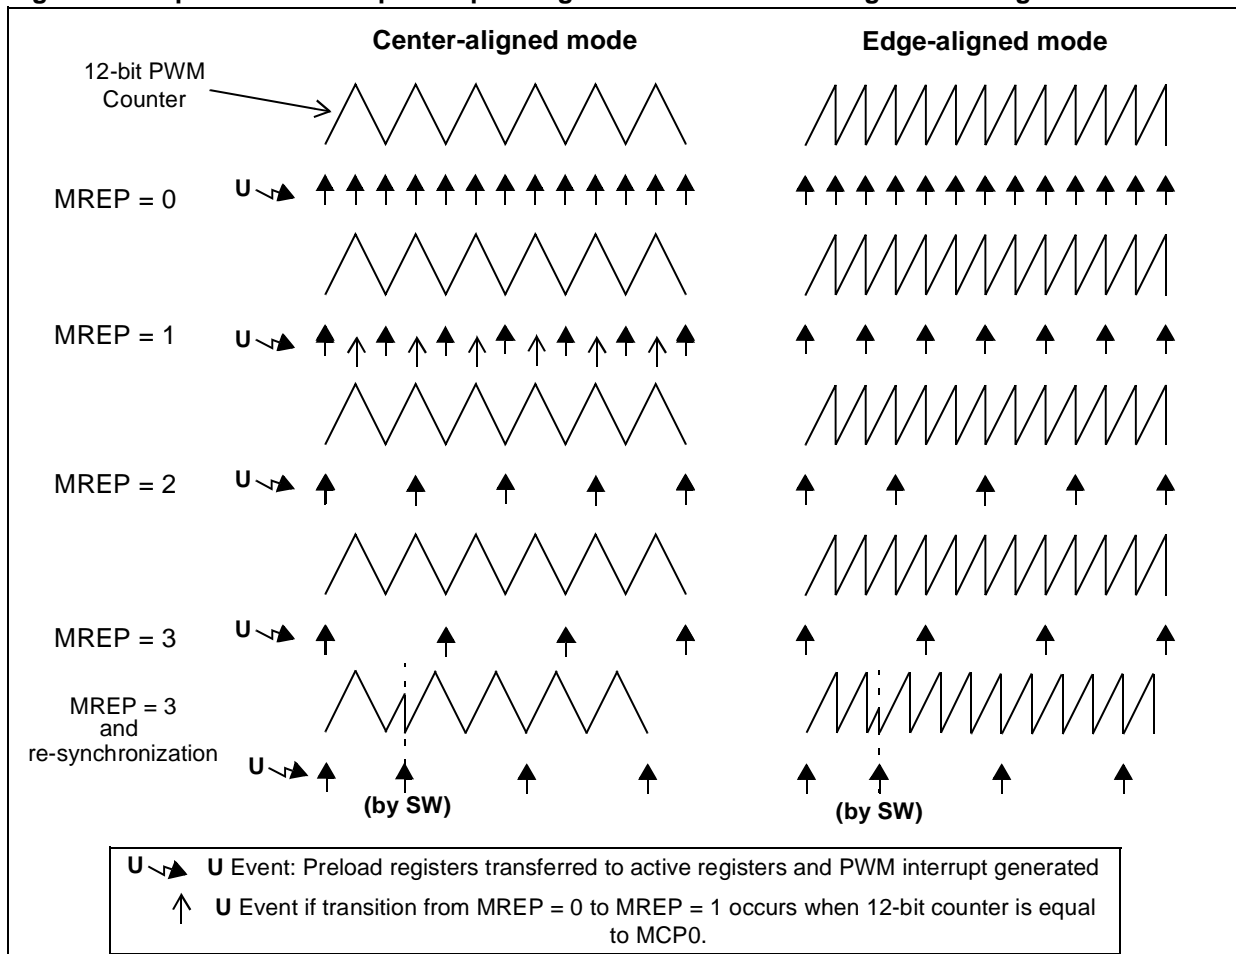 Center-aligned mode
Edge-aligned mode
12-bit PWM
Counter
MREP = 0
U
MREP = 1
U
MREP = 2
U
MREP = 3
U
MREP = 3
and
re-synchronization
U
(by SW)
(by SW)
U U Event: Preload registers transferred to active registers and PWM interrupt generated
U Event if transition from MREP = 0 to MREP = 1 occurs when 12-bit counter is equal
to MCP0.